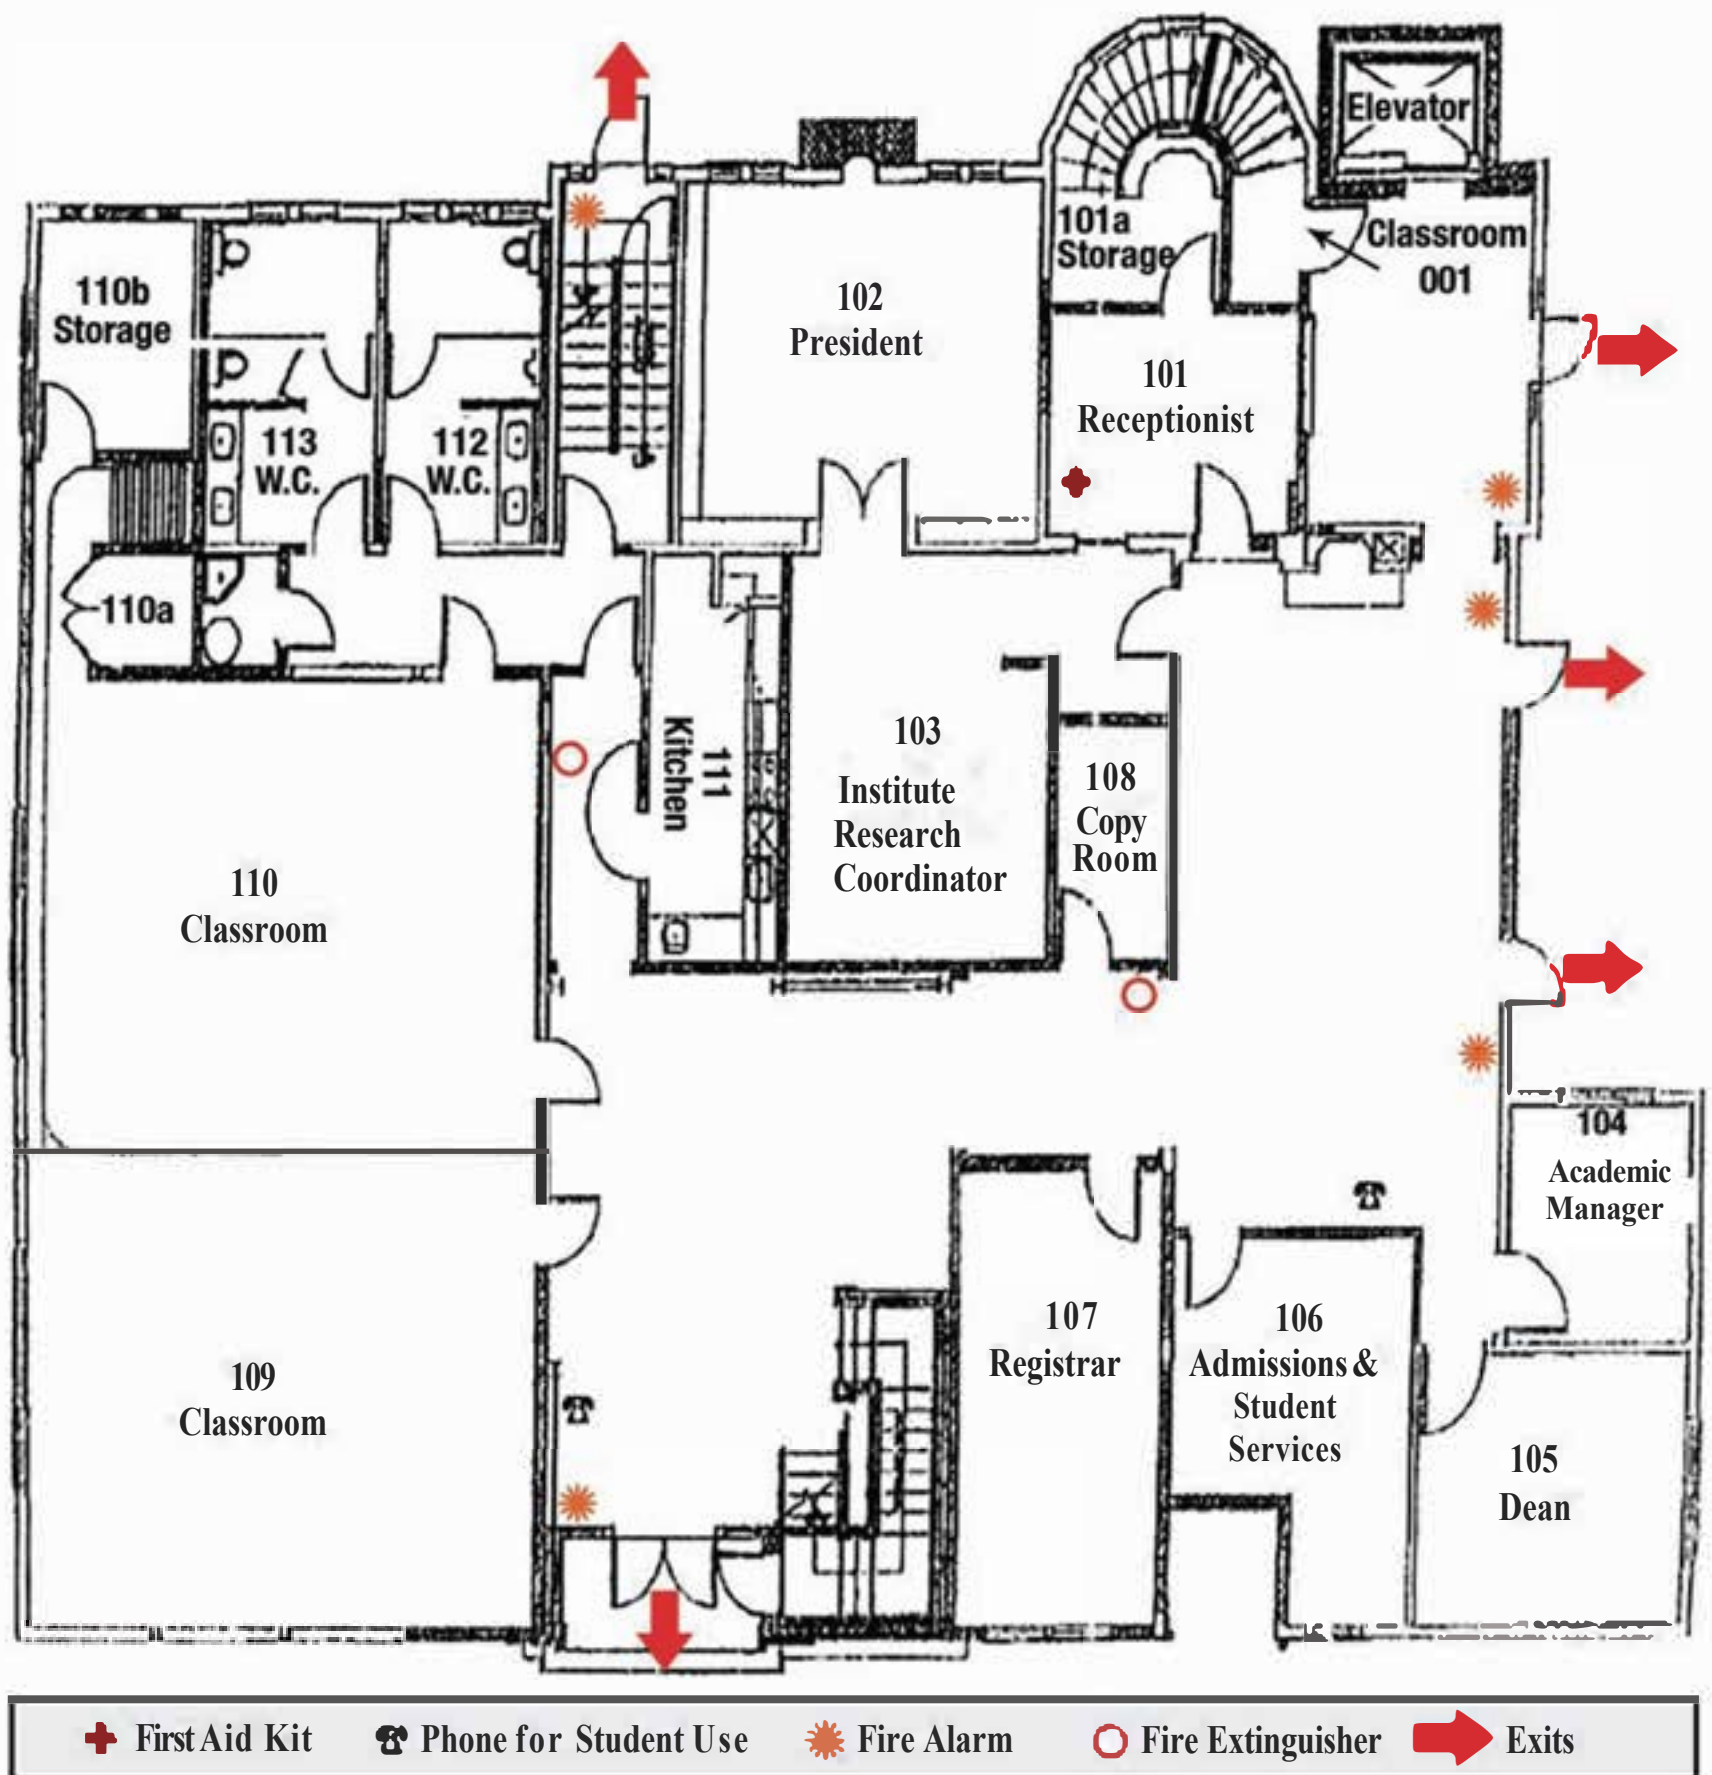 Elevator
101a
Storage
Classroom
001
110b
Storage
102
President
101
Receptionist
113
W.C.
112
W.C.
110a
111
Kitchen
103
Institute
Research
Coordinator
108
Copy
Room
110
Classroom
104
Academic
Manager
107
Registrar
106
Admissions &
Student
Services
109
Classroom
105
Dean
First Aid Kit
Phone for Student Use
Fire Alarm
Fire Extinguisher
Exits